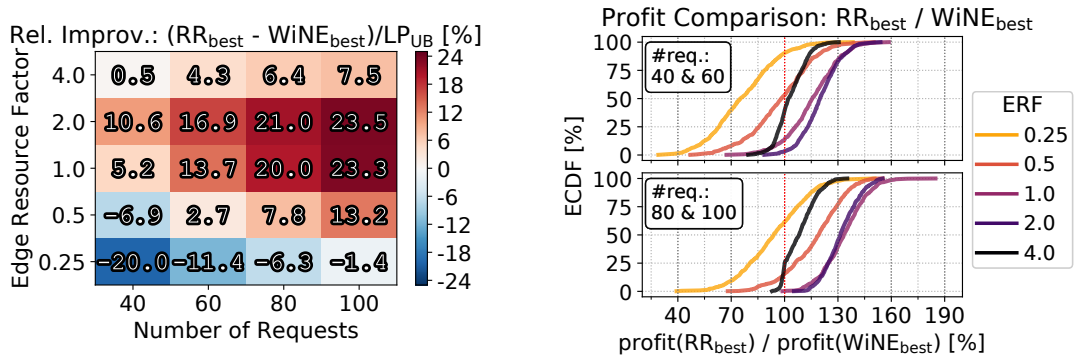 Rel. Improv.: (RRbest - WiNEbest)/LPUB [%]
Edge Resource Factor
4.0
0.5 4.3 6.4 7.5
2.0
10.6 16.9 21.0 23.5
1.0
5.2 13.7 20.0 23.3
0.5
-6.9 2.7 7.8 13.2
0.25
-20.0 -11.4 -6.3 -1.4
40 60 80 100
Number of Requests
24
18
12
6
0
-6
-12
-18
-24
Profit Comparison: RRbest / WiNEbest
ECDF [%]
100
75
50
25
0
#req.:
40 & 60
100
75
50
25
0
#req.:
80 & 100
40 70 100 130 160 190
profit(RRbest) / profit(WiNEbest) [%]
ERF
0.25
0.5
1.0
2.0
4.0